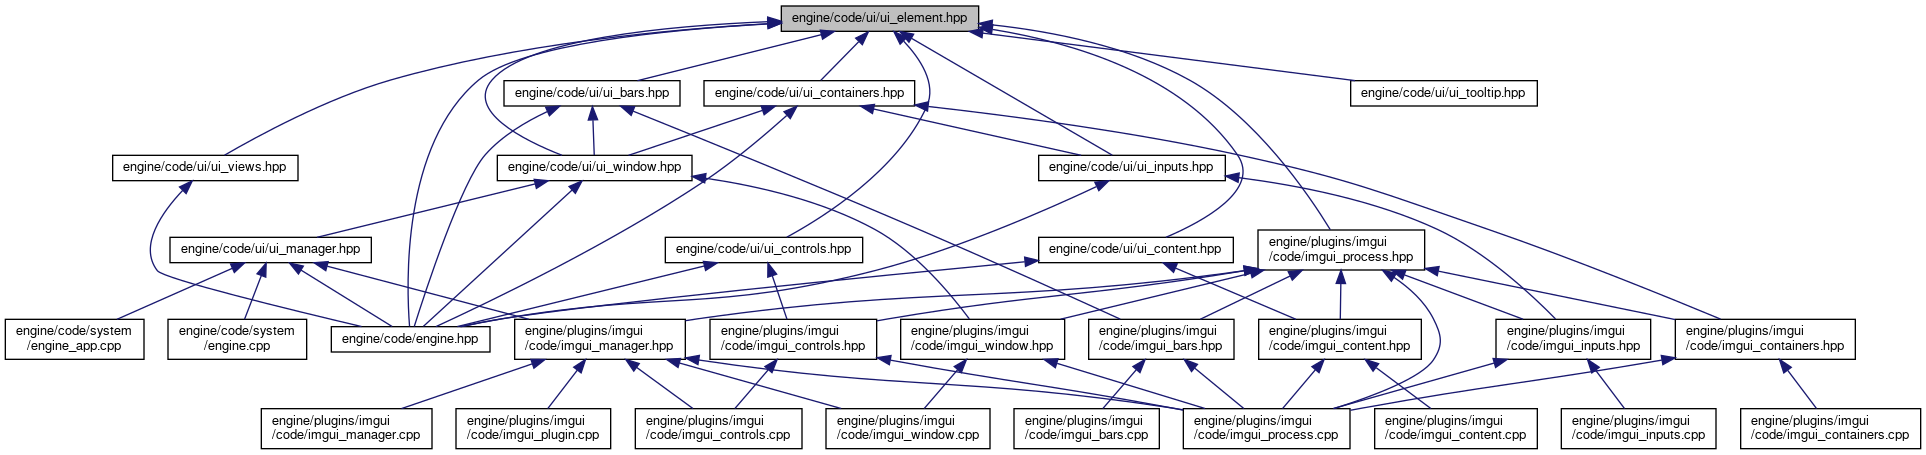 engine/code/ui/ui_element.hpp
engine/code/ui/ui_bars.hpp
engine/code/ui/ui_containers.hpp
engine/code/ui/ui_tooltip.hpp
engine/code/ui/ui_views.hpp
engine/code/ui/ui_window.hpp
engine/code/ui/ui_inputs.hpp
engine/code/ui/ui_manager.hpp
engine/code/ui/ui_controls.hpp
engine/code/ui/ui_content.hpp
engine/plugins/imgui
/code/imgui_process.hpp
engine/code/system
/engine_app.cpp
engine/code/system
/engine.cpp
engine/code/engine.hpp
engine/plugins/imgui
/code/imgui_manager.hpp
engine/plugins/imgui
/code/imgui_controls.hpp
engine/plugins/imgui
/code/imgui_window.hpp
engine/plugins/imgui
/code/imgui_bars.hpp
engine/plugins/imgui
/code/imgui_content.hpp
engine/plugins/imgui
/code/imgui_inputs.hpp
engine/plugins/imgui
/code/imgui_containers.hpp
engine/plugins/imgui
/code/imgui_manager.cpp
engine/plugins/imgui
/code/imgui_plugin.cpp
engine/plugins/imgui
/code/imgui_controls.cpp
engine/plugins/imgui
/code/imgui_window.cpp
engine/plugins/imgui
/code/imgui_bars.cpp
engine/plugins/imgui
/code/imgui_process.cpp
engine/plugins/imgui
/code/imgui_content.cpp
engine/plugins/imgui
/code/imgui_inputs.cpp
engine/plugins/imgui
/code/imgui_containers.cpp